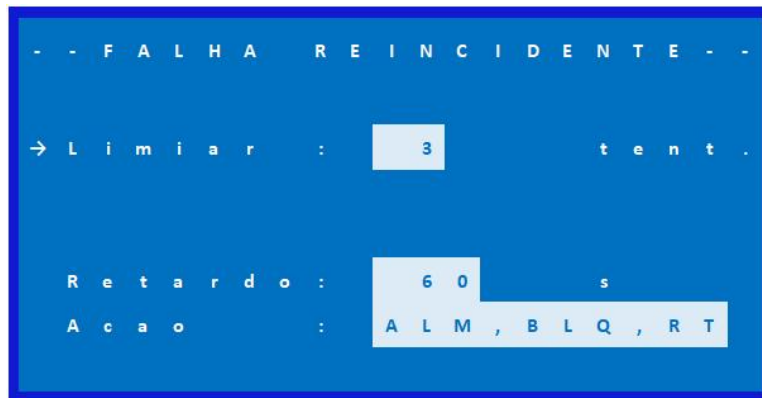 --FALHA REINCIDENTE--
→Limiar : 3 tent.
Retardo: 60 s
Acao : ALM,BLQ,RT